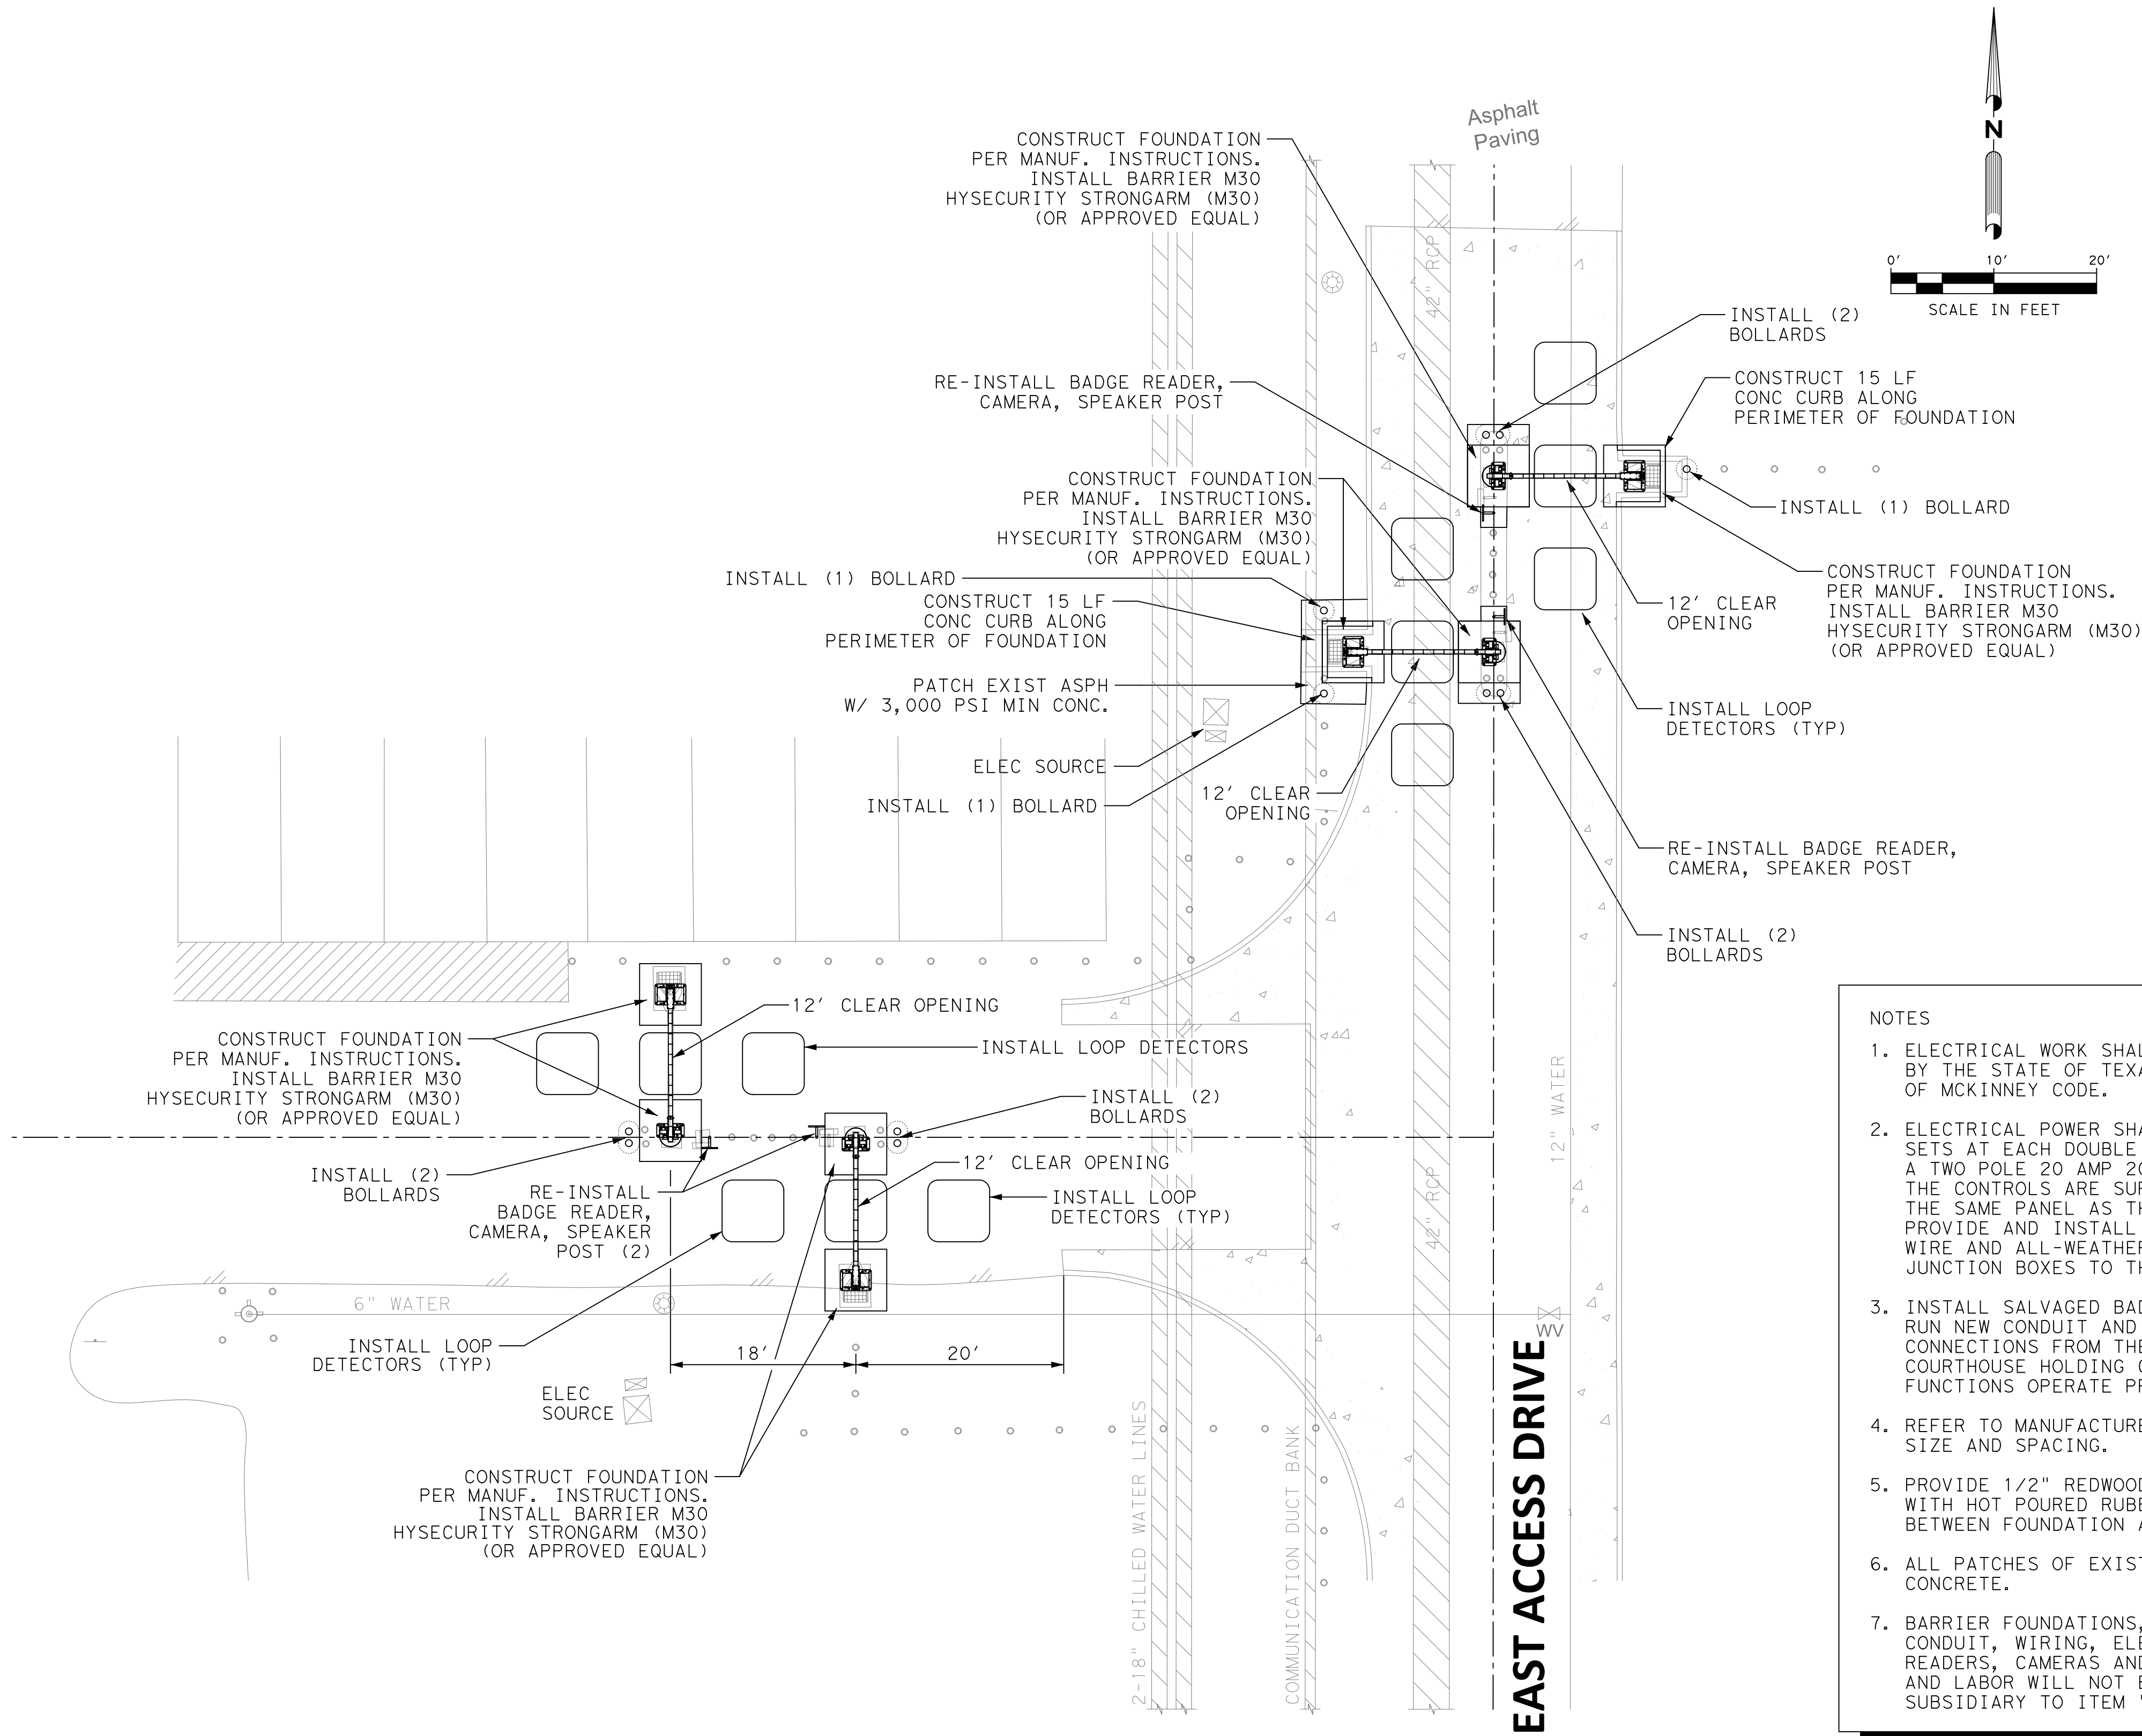 Asphalt
Paving
N
0' 10' 20'
SCALE IN FEET
CONSTRUCT FOUNDATION
PER MANUF. INSTRUCTIONS.
INSTALL BARRIER M30
HYSECURITY STRONGARM (M30)
(OR APPROVED EQUAL)
42" RCP
INSTALL (2)
BOLLARDS
RE-INSTALL BADGE READER,
CAMERA, SPEAKER POST
CONSTRUCT 15 LF
CONC CURB ALONG
PERIMETER OF FOUNDATION
CONSTRUCT FOUNDATION
PER MANUF. INSTRUCTIONS.
INSTALL BARRIER M30
HYSECURITY STRONGARM (M30)
(OR APPROVED EQUAL)
INSTALL (1) BOLLARD
INSTALL (1) BOLLARD
CONSTRUCT 15 LF
CONC CURB ALONG
PERIMETER OF FOUNDATION
CONSTRUCT FOUNDATION
PER MANUF. INSTRUCTIONS.
INSTALL BARRIER M30
HYSECURITY STRONGARM (M30)
(OR APPROVED EQUAL)
12' CLEAR
OPENING
PATCH EXIST ASPH
W/ 3,000 PSI MIN CONC.
INSTALL LOOP
DETECTORS (TYP)
ELEC SOURCE
INSTALL (1) BOLLARD
12' CLEAR
OPENING
RE-INSTALL BADGE READER,
CAMERA, SPEAKER POST
INSTALL (2)
BOLLARDS
12' CLEAR OPENING
CONSTRUCT FOUNDATION
PER MANUF. INSTRUCTIONS.
INSTALL BARRIER M30
HYSECURITY STRONGARM (M30)
(OR APPROVED EQUAL)
INSTALL LOOP DETECTORS
INSTALL (2)
BOLLARDS
12" WATER
INSTALL (2)
BOLLARDS
12' CLEAR OPENING
RE-INSTALL
BADGE READER,
CAMERA, SPEAKER
POST (2)
INSTALL LOOP
DETECTORS (TYP)
42" RCP
6" WATER
WV
INSTALL LOOP
DETECTORS (TYP)
18'
20'
ELEC
SOURCE
CONSTRUCT FOUNDATION
PER MANUF. INSTRUCTIONS.
INSTALL BARRIER M30
HYSECURITY STRONGARM (M30)
(OR APPROVED EQUAL)
2-18" CHILLED WATER LINES
COMMUNICATION DUCT BANK
EAST ACCESS DRIVE
NOTES
1. ELECTRICAL WORK SHAL
BY THE STATE OF TEXA
OF MCKINNEY CODE.
2. ELECTRICAL POWER SHA
SETS AT EACH DOUBLE
A TWO POLE 20 AMP 20
THE CONTROLS ARE SUR
THE SAME PANEL AS TH
PROVIDE AND INSTALL
WIRE AND ALL-WEATHER
JUNCTION BOXES TO TH
3. INSTALL SALVAGED BAD
RUN NEW CONDUIT AND
CONNECTIONS FROM THE
COURTHOUSE HOLDING
FUNCTIONS OPERATE PR
4. REFER TO MANUFACTURE
SIZE AND SPACING.
5. PROVIDE 1/2" REDWOOD
WITH HOT POURED RUBB
BETWEEN FOUNDATION A
6. ALL PATCHES OF EXIST
CONCRETE.
7. BARRIER FOUNDATIONS,
CONDUIT, WIRING, ELE
READERS, CAMERAS AND
AND LABOR WILL NOT B
SUBSIDIARY TO ITEM